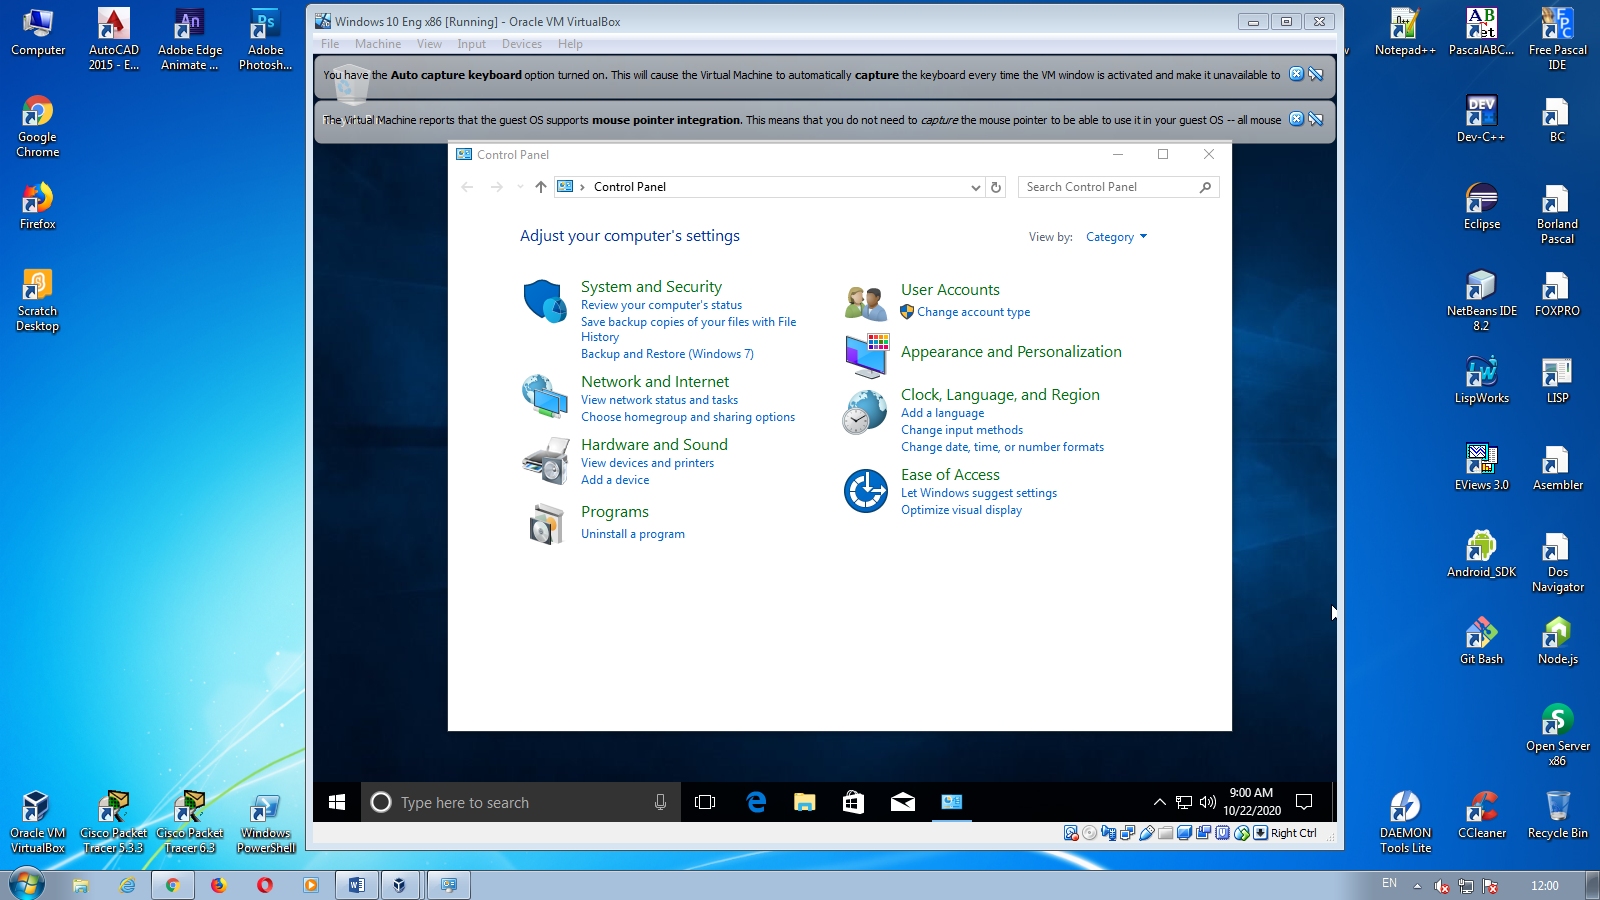 Computer
AutoCAD
2015 - E...
Adobe Edge
Animate ...
Adobe
Photosh...
Google
Chrome
Firefox
Scratch
Desktop
Oracle VM
VirtualBox
Cisco Packet
Tracer 5.3.3
Cisco Packet
Tracer 6.3
Windows
PowerShell
Windows 10 Eng x86 [Running] - Oracle VM VirtualBox
File Machine View Input Devices Help
You have the Auto capture keyboard option turned on. This will cause the Virtual Machine to automatically capture the keyboard every time the VM window is activated and make it unavailable to
The Virtual Machine reports that the guest OS supports mouse pointer integration. This means that you do not need to capture the mouse pointer to be able to use it in your guest OS -- all mouse
Control Panel
Control Panel
Search Control Panel
Adjust your computer's settings
View by: Category
System and Security
Review your computer's status
Save backup copies of your files with File
History
Backup and Restore (Windows 7)
Network and Internet
View network status and tasks
Choose homegroup and sharing options
Hardware and Sound
View devices and printers
Add a device
Programs
Uninstall a program
User Accounts
Change account type
Appearance and Personalization
Clock, Language, and Region
Add a language
Change input methods
Change date, time, or number formats
Ease of Access
Let Windows suggest settings
Optimize visual display
Type here to search
9:00 AM
10/22/2020
Right Ctrl
Notepad++
PascalABC...
Free Pascal
IDE
Dev-C++
BC
Eclipse
Borland
Pascal
NetBeans IDE
8.2
FOXPRO
LispWorks
LISP
EViews 3.0
Asembler
Android_SDK
Dos
Navigator
Git Bash
Node.js
Open Server
x86
DAEMON
Tools Lite
CCleaner
Recycle Bin
EN
12:00